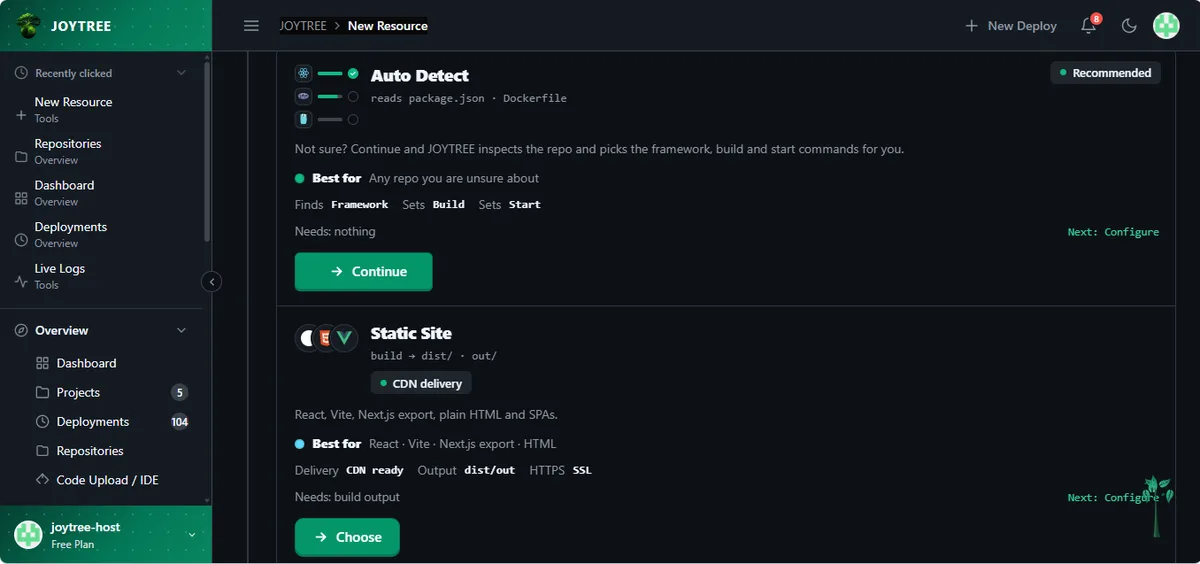 JOYTREE
JOYTREE > New Resource
+ New Deploy
8
Recently clicked
New Resource
Tools
Repositories
Overview
Dashboard
Overview
Deployments
Overview
Live Logs
Tools
Overview
Dashboard
Projects 5
Deployments 104
Repositories
Code Upload / IDE
joytree-host
Free Plan
Auto Detect
Recommended
reads package.json · Dockerfile
Not sure? Continue and JOYTREE inspects the repo and picks the framework, build and start commands for you.
Best for Any repo you are unsure about
Finds Framework Sets Build Sets Start
Needs: nothing
Next: Configure
→ Continue
Static Site
build → dist/ · out/
CDN delivery
React, Vite, Next.js export, plain HTML and SPAs.
Best for React · Vite · Next.js export · HTML
Delivery CDN ready Output dist/out HTTPS SSL
Needs: build output
Next: Configure
→ Choose